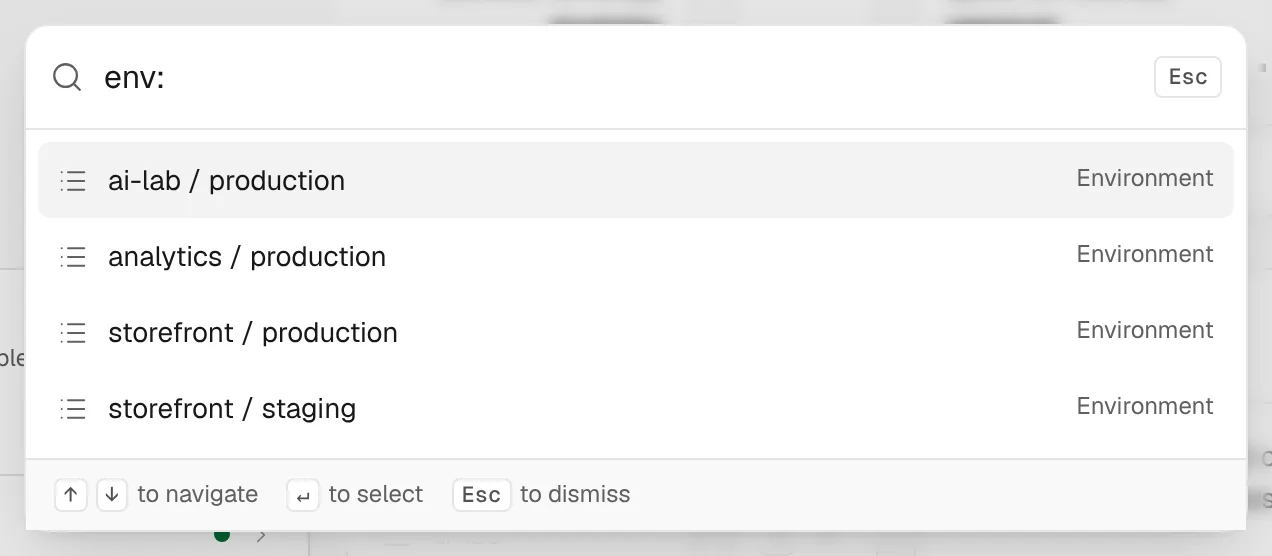 env:
Esc
ai-lab / production
Environment
analytics / production
Environment
storefront / production
Environment
storefront / staging
Environment
↑ ↓ to navigate ↵ to select Esc to dismiss